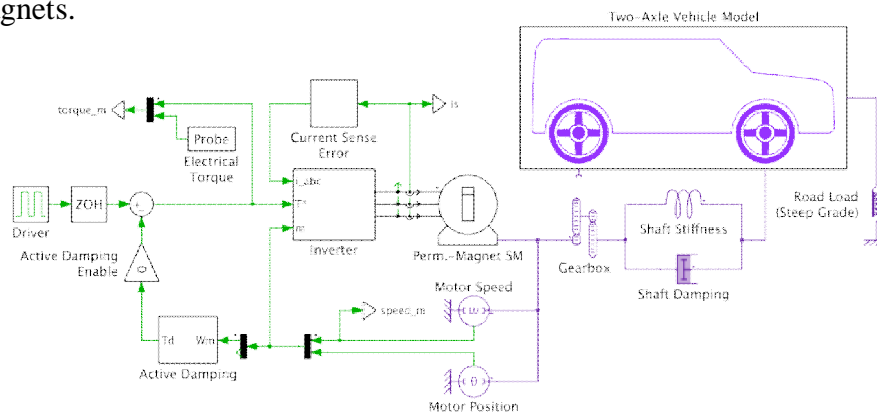 gnets.
Two-Axle Vehicle Model
torque_m
is
Probe
Electrical
Torque
Current Sense
Error
i_abc
T*
m
Inverter
Driver
ZOH
Active Damping
Enable
0
Perm.-Magnet SM
Gearbox
Shaft Stiffness
Shaft Damping
Road Load
(Steep Grade)
Motor Speed
ω
speed_m
Td
Wm
Active Damping
θ
Motor Position